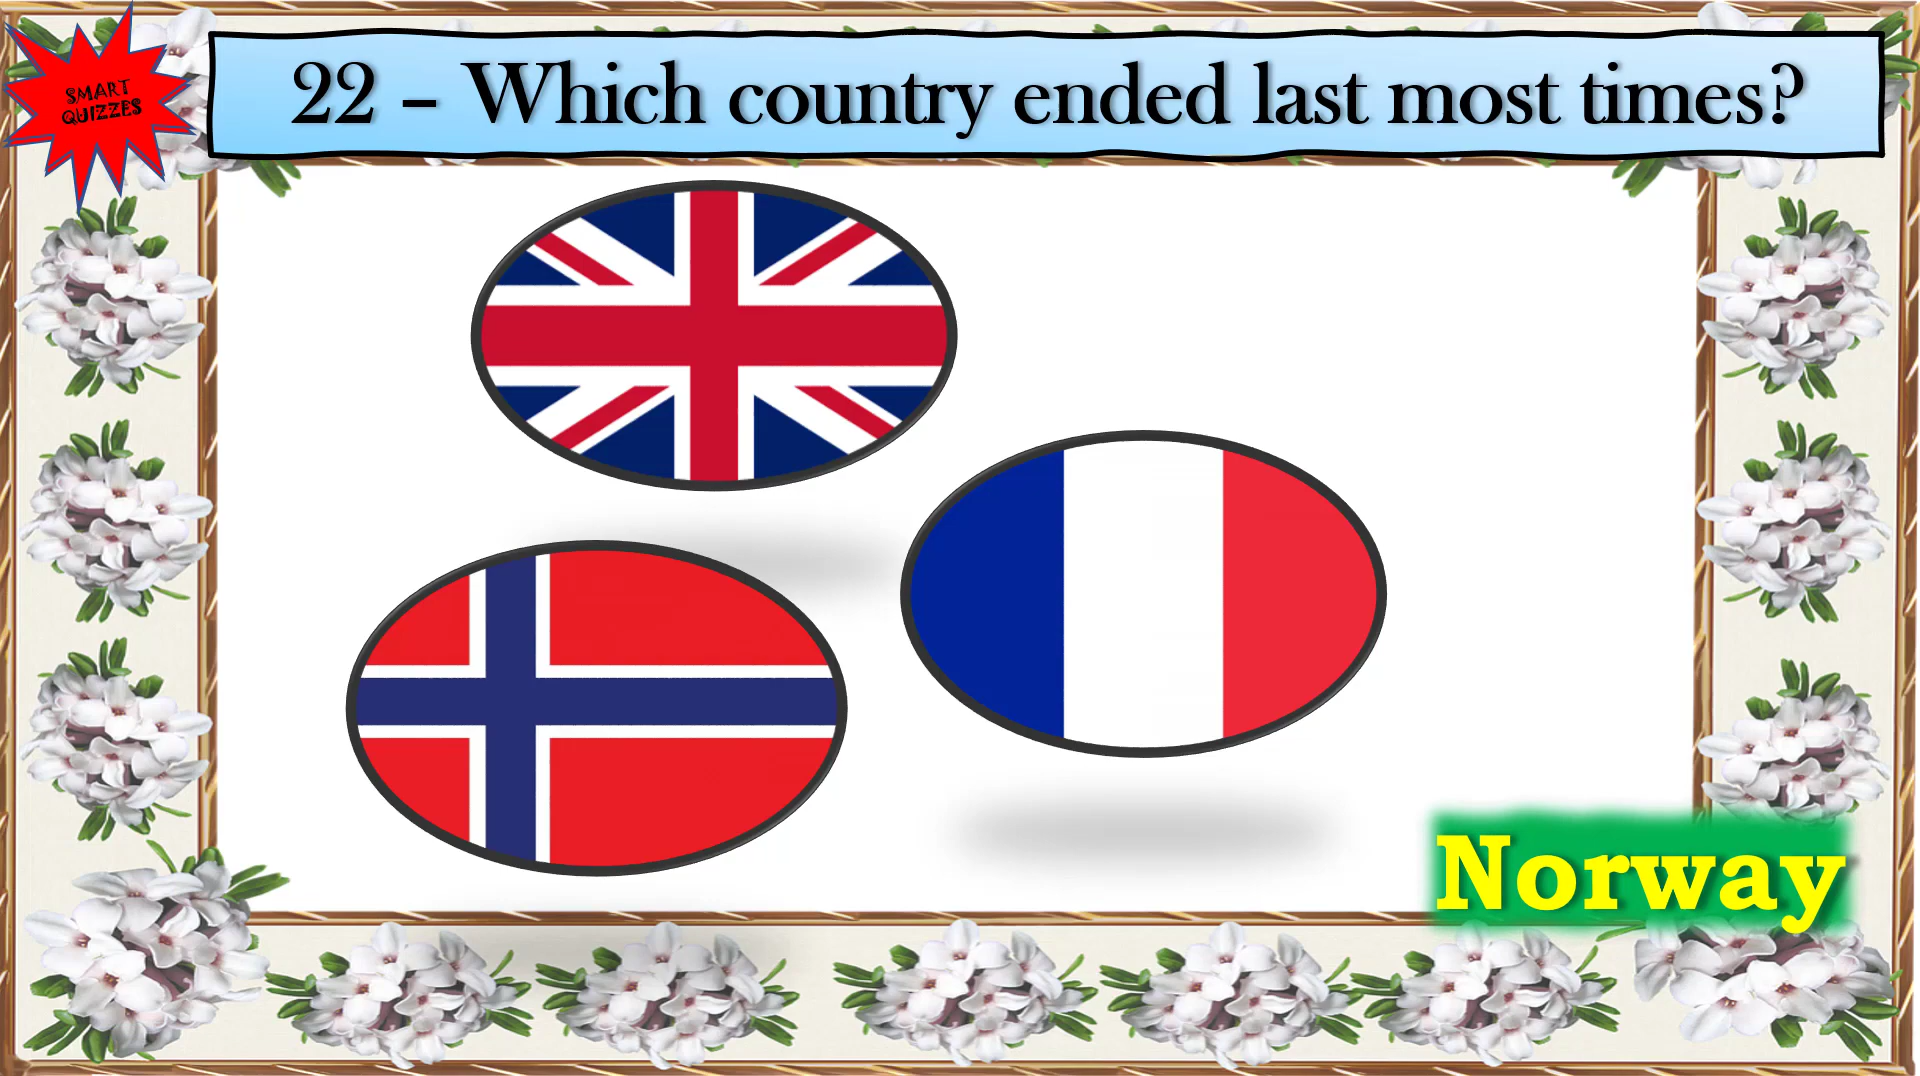 SMART
QUIZZES
22 – Which country ended last most times?
Norway